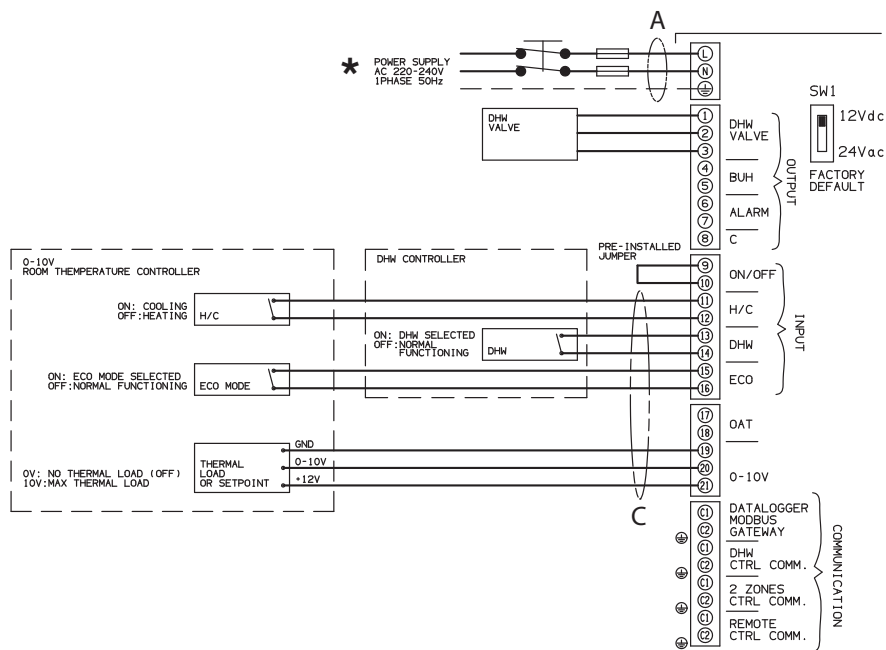 A
*
POWER SUPPLY
AC 220-240V
1PHASE 50Hz
L
N
SW1
12Vdc
24Vac
FACTORY
DEFAULT
DHW
VALVE
1
2
3
DHW
VALVE
4
5
BUH
6
7
ALARM
8
C
OUTPUT
PRE-INSTALLED
JUMPER
0-10V
ROOM THEMPERATURE CONTROLLER
DHW CONTROLLER
9
10
ON/OFF
ON: COOLING
OFF:HEATING
H/C
11
12
H/C
ON: DHW SELECTED
OFF:NORMAL
FUNCTIONING
DHW
13
14
DHW
ON: ECO MODE SELECTED
OFF:NORMAL FUNCTIONING
ECO MODE
15
16
ECO
INPUT
17
18
OAT
0V: NO THERMAL LOAD (OFF)
10V:MAX THERMAL LOAD
THERMAL
LOAD
OR SETPOINT
GND
0-10V
+12V
19
20
21
0-10V
C
C1
C2
DATALOGGER
MODBUS
GATEWAY
C1
C2
DHW
CTRL COMM.
C1
C2
2 ZONES
CTRL COMM.
C1
C2
REMOTE
CTRL COMM.
COMMUNICATION